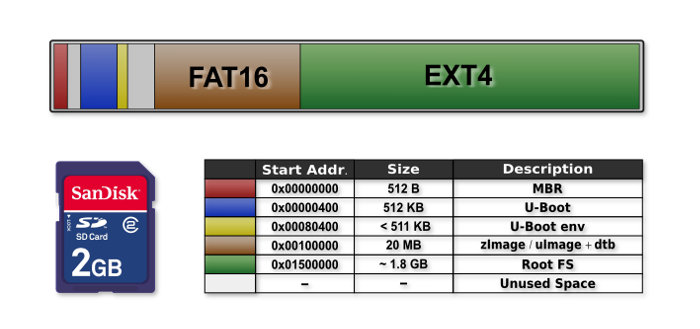 FAT16 EXT4
SanDisk
SD
SD Card
2
2GB
Start Addr. Size Description
0x00000000 512 B MBR
0x00000400 512 KB U-Boot
0x00080400 < 511 KB U-Boot env
0x00100000 20 MB zImage / uImage + dtb
0x01500000 ~ 1.8 GB Root FS
– – Unused Space